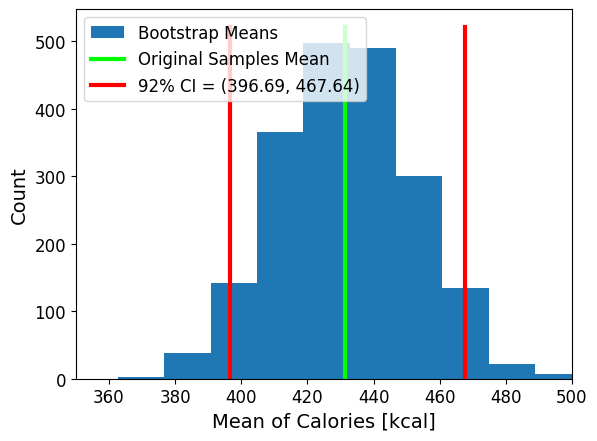 Bootstrap Means
Original Samples Mean
92% CI = (396.69, 467.64)
500
400
300
200
100
0
Count
360 380 400 420 440 460 480 500
Mean of Calories [kcal]